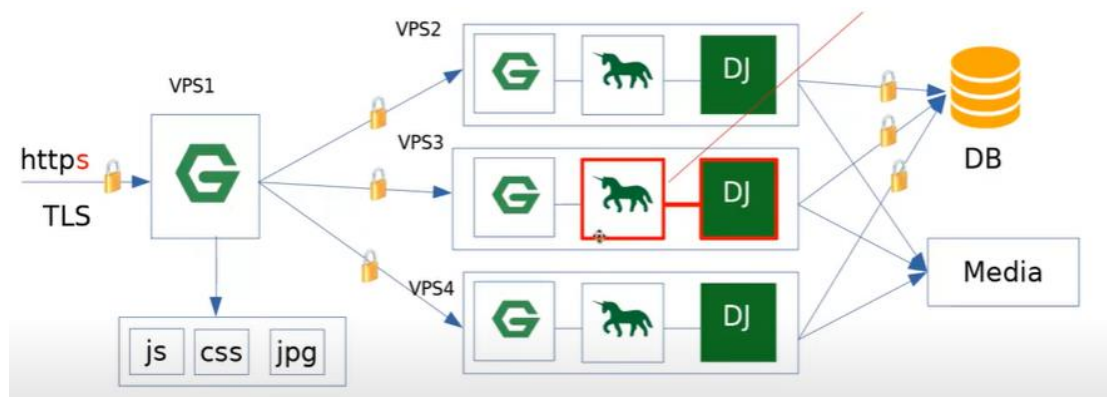 VPS2
VPS1
DJ
https
TLS
VPS3
DJ
DB
Media
VPS4
DJ
js css jpg